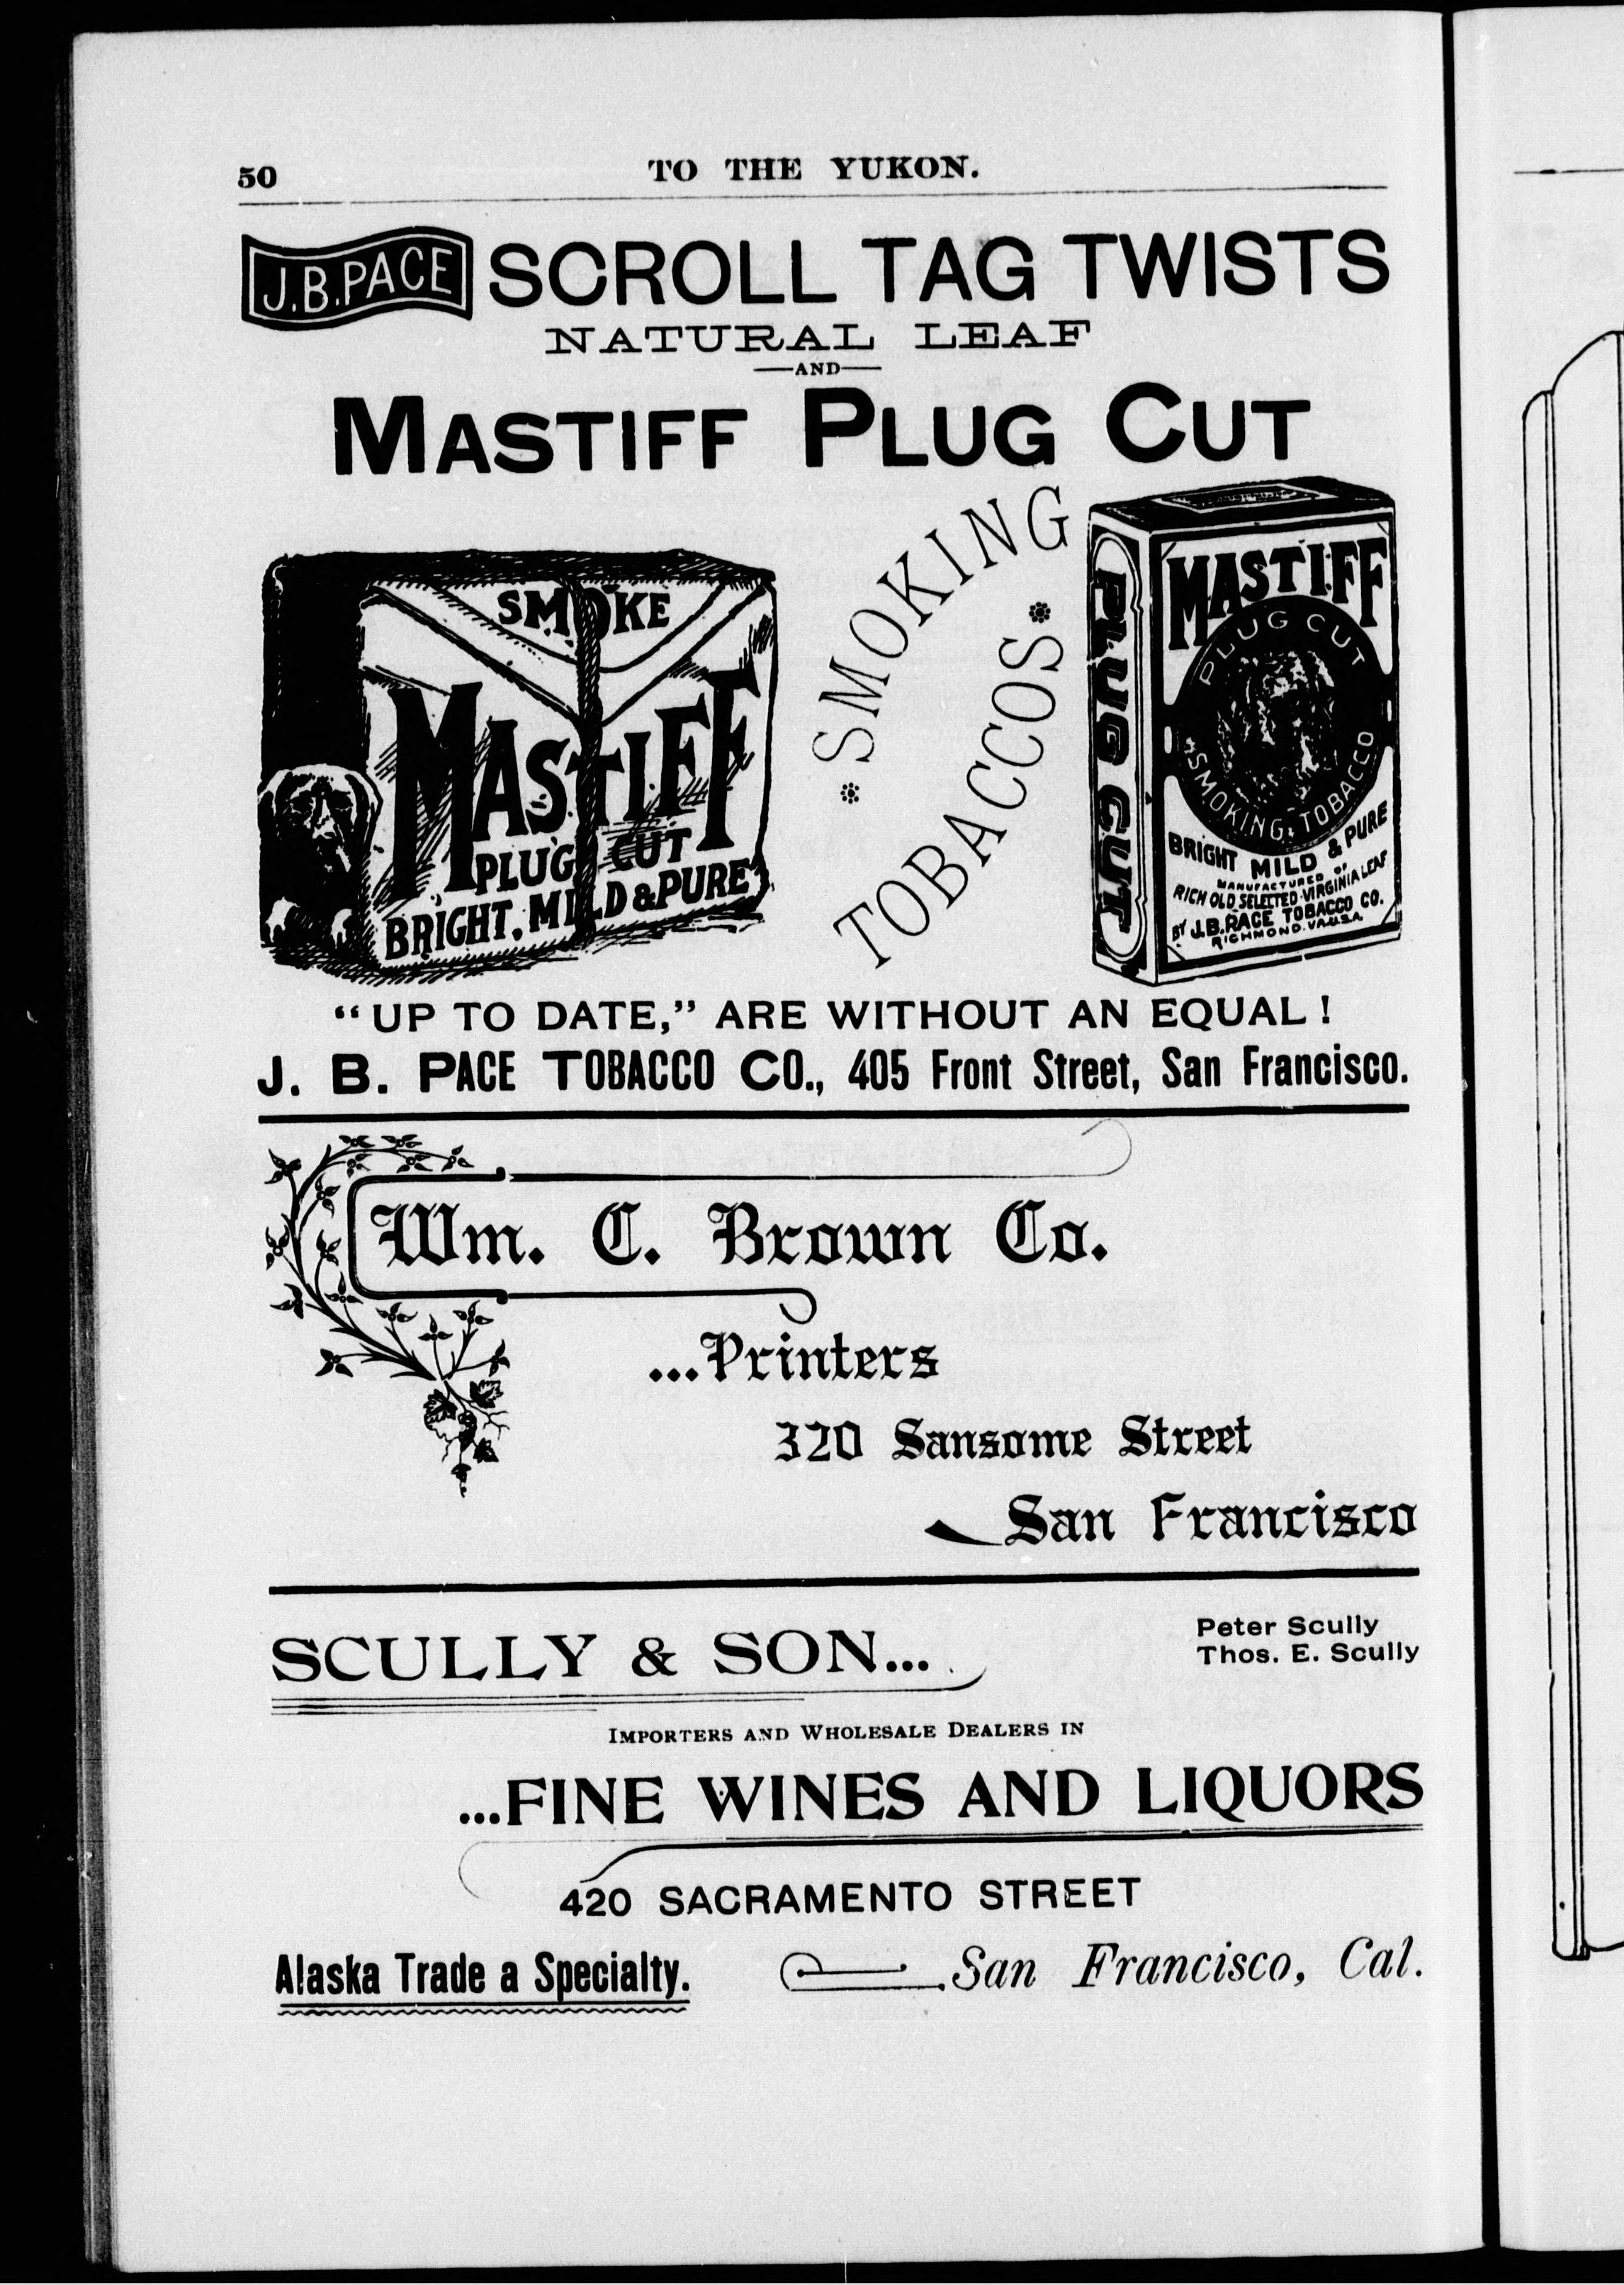 50
TO THE YUKON.
J.B.PACE SCROLL TAG TWISTS
NATURAL LEAF
—AND—
MASTIFF PLUG CUT
SMOKE
MASTIFF
PLUG CUT
BRIGHT, MILD & PURE
SMOKING
TOBACCOS
PLUG CUT
MASTIFF
PLUG CUT
SMOKING TOBACCO
BRIGHT MILD & PURE
MANUFACTURED OF
RICH OLD SELECTED VIRGINIA LEAF
BY J.B. PACE TOBACCO CO.
RICHMOND. VA. U.S.A.
“UP TO DATE,” ARE WITHOUT AN EQUAL!
J. B. PACE TOBACCO CO., 405 Front Street, San Francisco.
Wm. C. Brown Co.
...Printers
320 Sansome Street
San Francisco
SCULLY & SON...
Peter Scully
Thos. E. Scully
IMPORTERS AND WHOLESALE DEALERS IN
...FINE WINES AND LIQUORS
420 SACRAMENTO STREET
Alaska Trade a Specialty.
San Francisco, Cal.